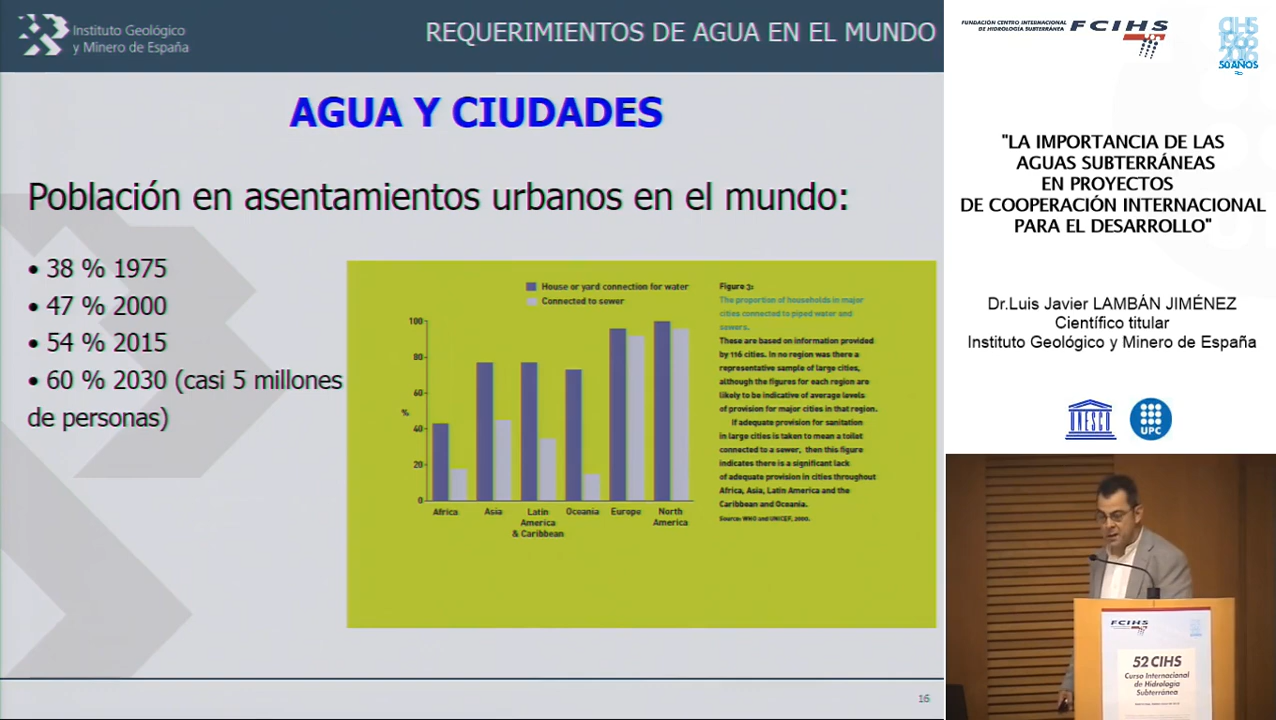 Instituto Geológico
y Minero de España
REQUERIMIENTOS DE AGUA EN EL MUNDO
AGUA Y CIUDADES
Población en asentamientos urbanos en el mundo:
• 38 % 1975
• 47 % 2000
• 54 % 2015
• 60 % 2030 (casi 5 millones
de personas)
House or yard connection for water
Connected to sewer
100
80
60
%
40
20
0
Africa
Asia
Latin
America
& Caribbean
Oceania
Europe
North
America
Figure 3:
The proportion of households in major
cities connected to piped water and
sewers.
These are based on information provided
by 116 cities. In no region was there a
representative sample of large cities,
although the figures for each region are
likely to be indicative of average levels
of provision for major cities in that region.
If adequate provision for sanitation
in large cities is taken to mean a toilet
connected to a sewer, then this figure
indicates there is a significant lack
of adequate provision in cities throughout
Africa, Asia, Latin America and the
Caribbean and Oceania.
Source: WHO and UNICEF, 2000.
16
FUNDACIÓN CENTRO INTERNACIONAL
DE HIDROLOGÍA SUBTERRÁNEA
FCIHS
CIHS
1966
2016
50 AÑOS
"LA IMPORTANCIA DE LAS
AGUAS SUBTERRÁNEAS
EN PROYECTOS
DE COOPERACIÓN INTERNACIONAL
PARA EL DESARROLLO"
Dr.Luis Javier LAMBÁN JIMÉNEZ
Científico titular
Instituto Geológico y Minero de España
UNESCO
UPC
FCIHS
52 CIHS
Curso Internacional
de Hidrología
Subterránea